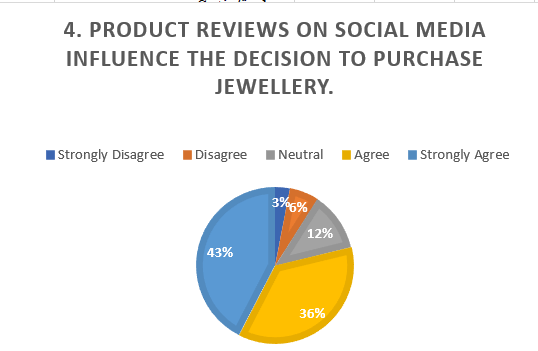 4. PRODUCT REVIEWS ON SOCIAL MEDIA
INFLUENCE THE DECISION TO PURCHASE
JEWELLERY.
Strongly Disagree Disagree Neutral Agree Strongly Agree
3%
6%
12%
43%
36%